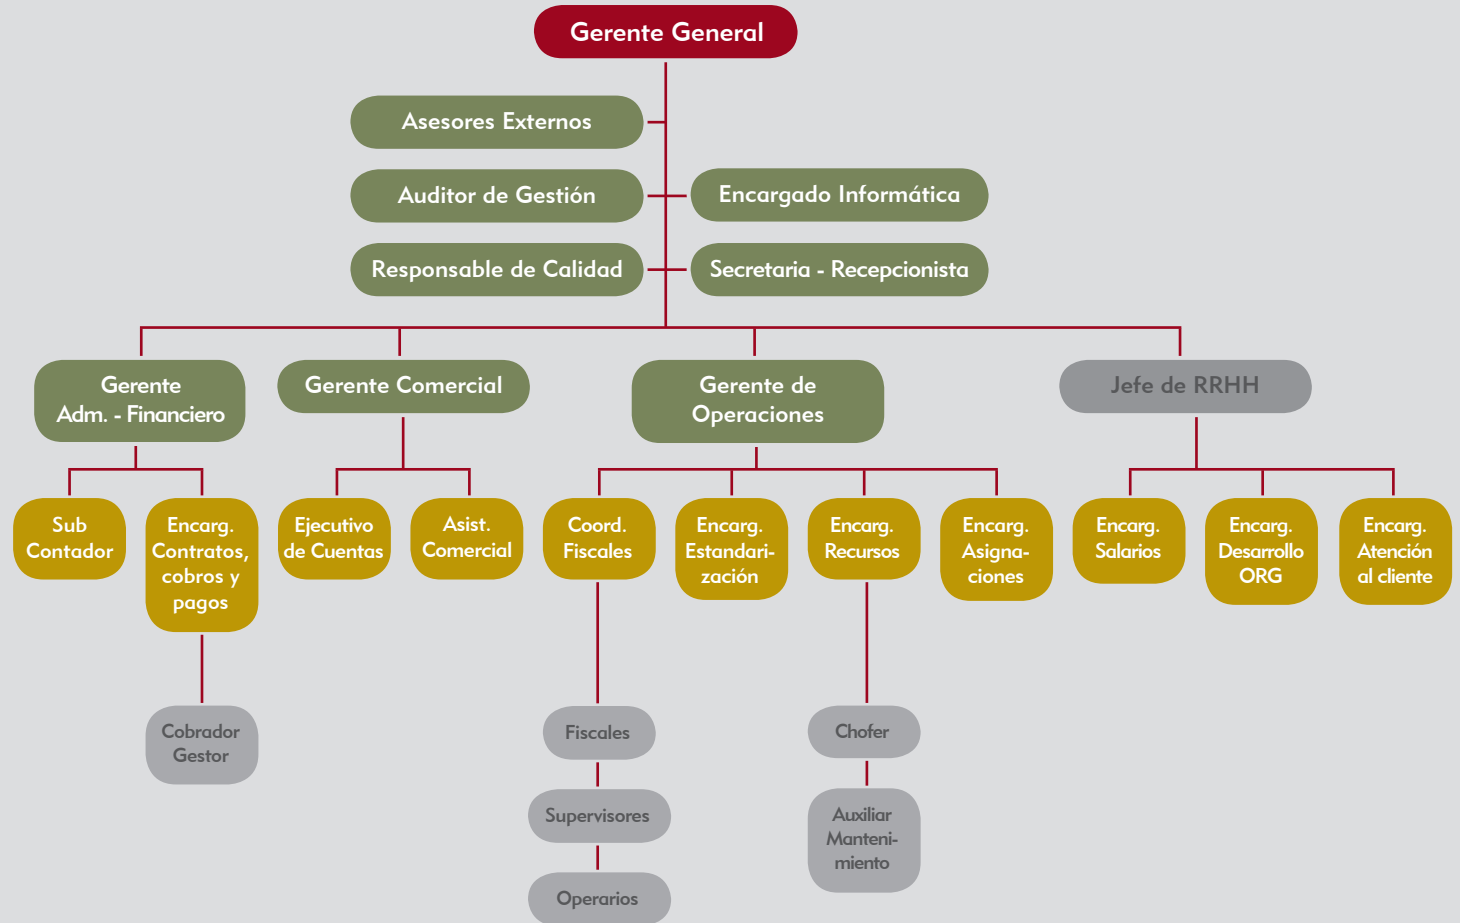 Gerente General
Asesores Externos
Auditor de Gestión
Encargado Informática
Responsable de Calidad
Secretaria - Recepcionista
Gerente
Adm. - Financiero
Gerente Comercial
Gerente de
Operaciones
Jefe de RRHH
Sub
Contador
Encarg.
Contratos,
cobros y
pagos
Ejecutivo
de Cuentas
Asist.
Comercial
Coord.
Fiscales
Encarg.
Estandari-
zación
Encarg.
Recursos
Encarg.
Asigna-
ciones
Encarg.
Salarios
Encarg.
Desarrollo
ORG
Encarg.
Atención
al cliente
Cobrador
Gestor
Fiscales
Chofer
Supervisores
Auxiliar
Manteni-
miento
Operarios